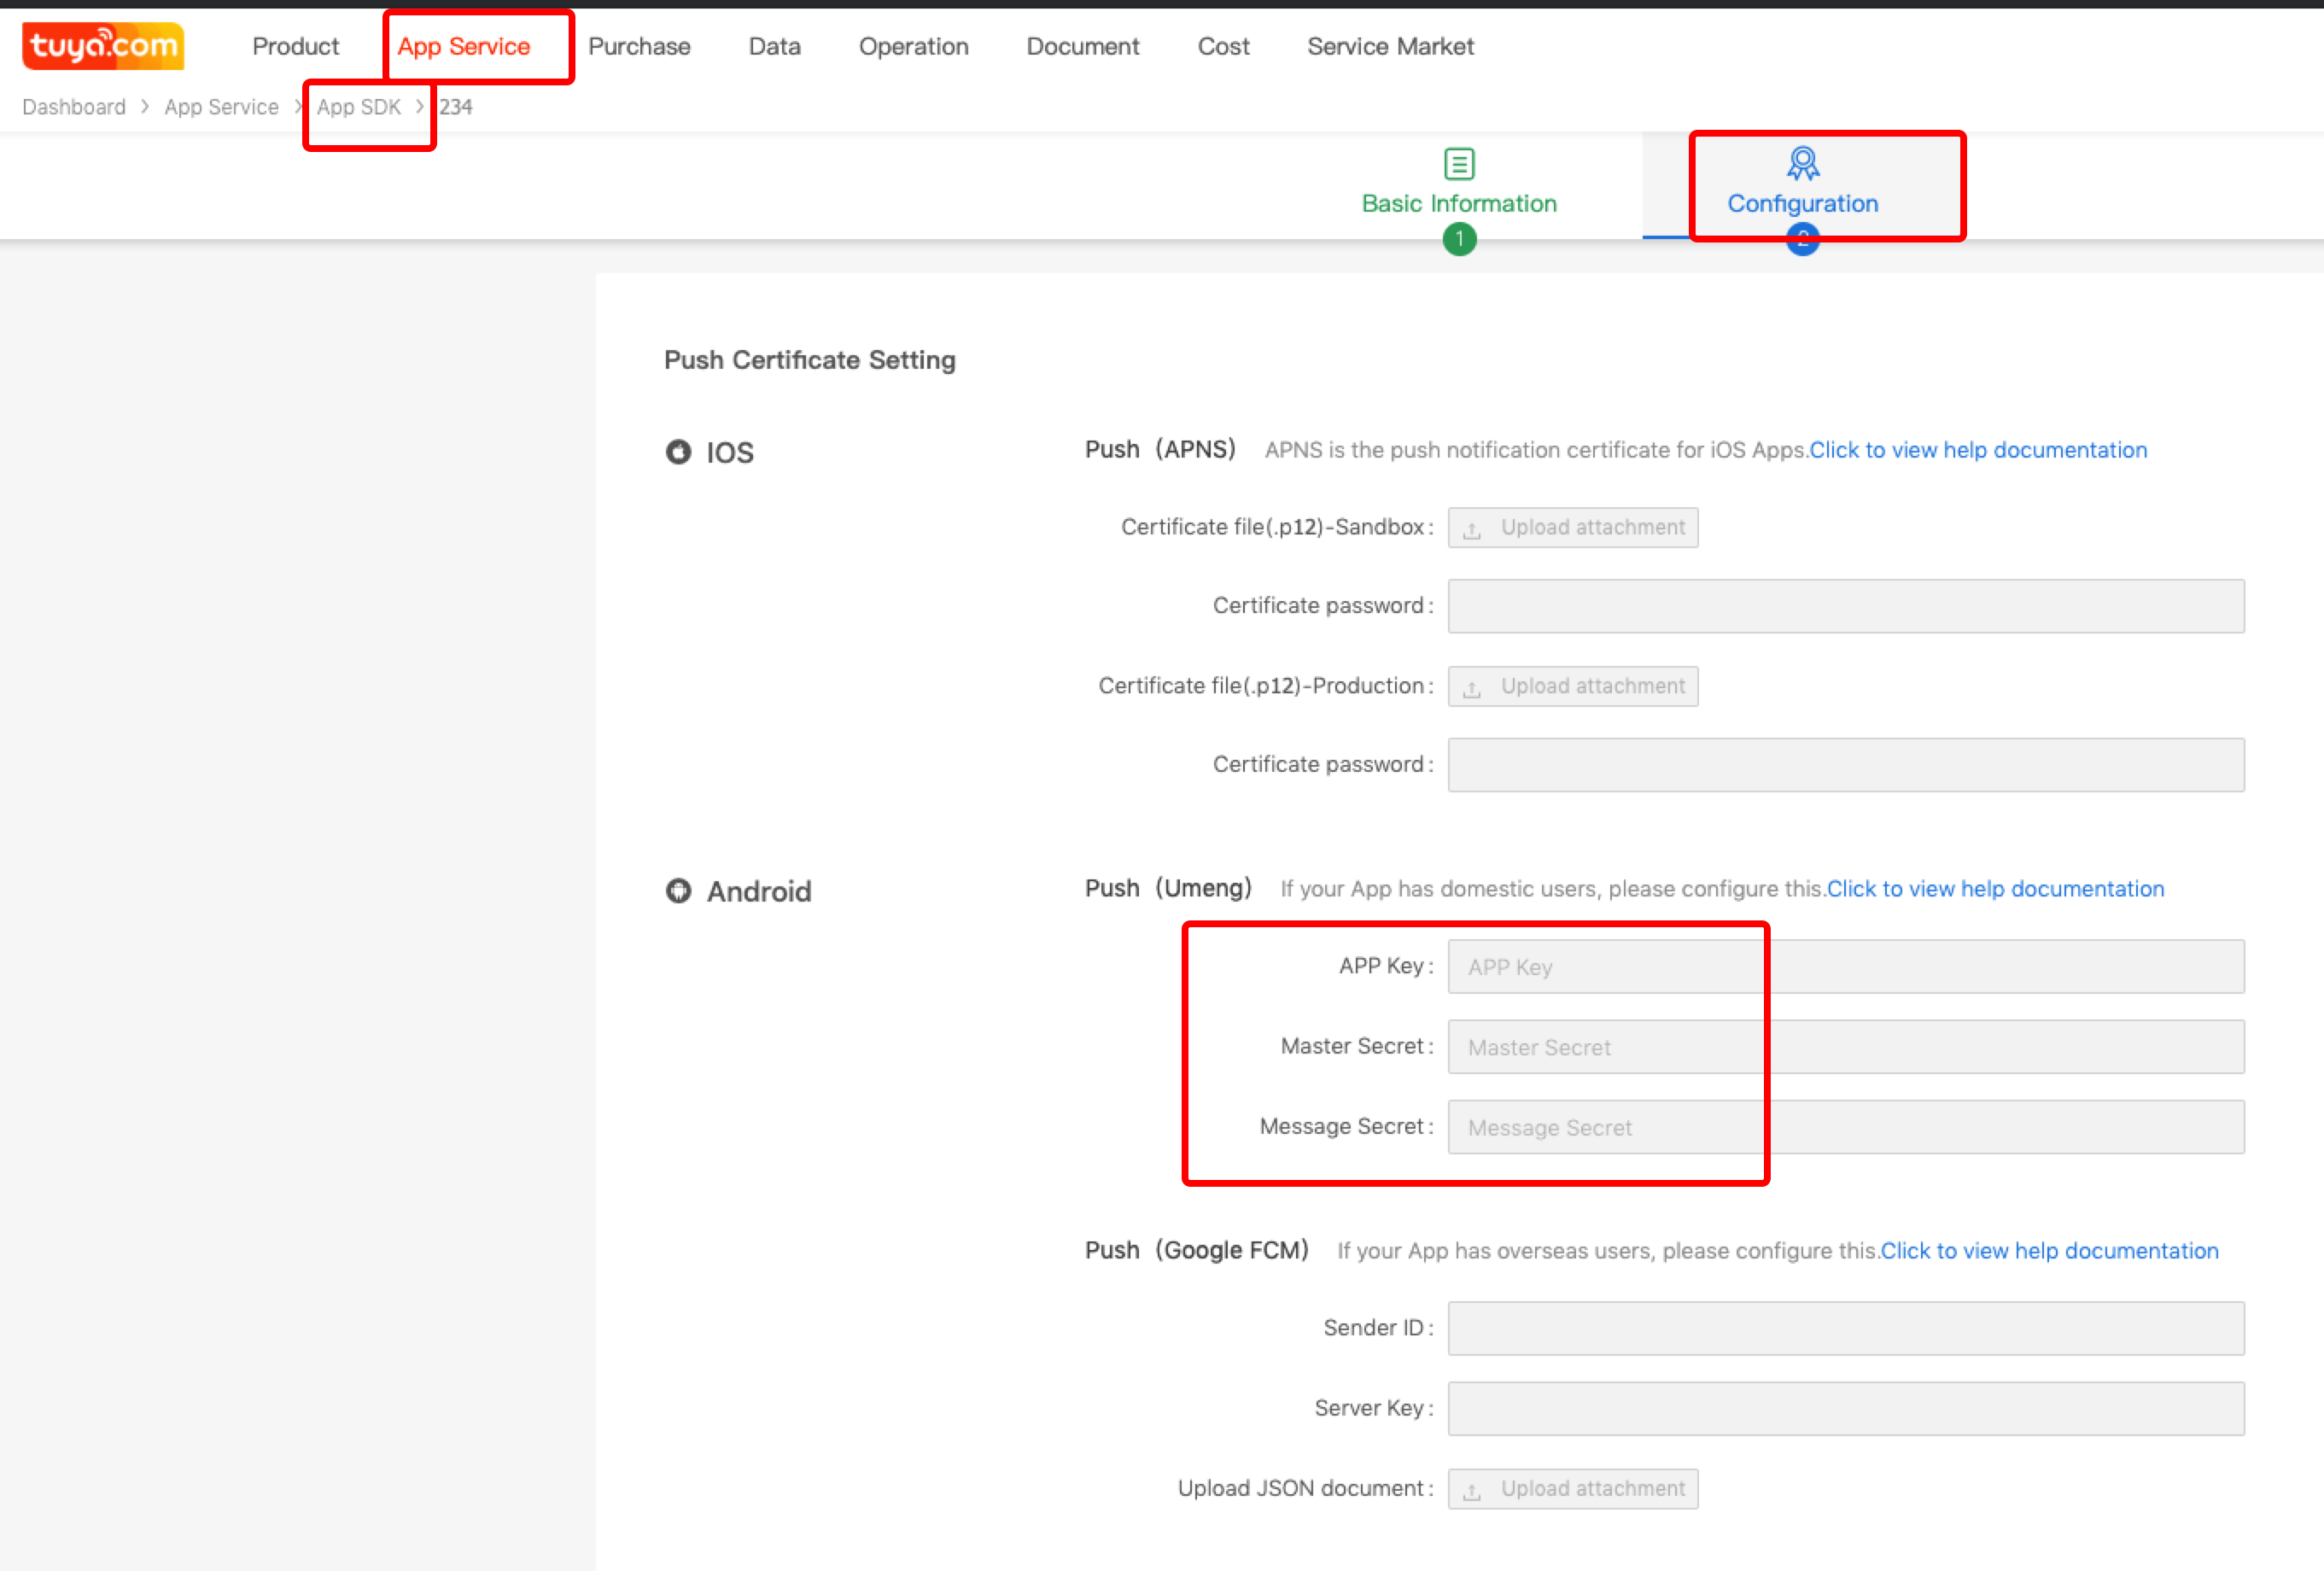 tuya.com Product App Service Purchase Data Operation Document Cost Service Market
Dashboard > App Service > App SDK > 234
Basic Information Configuration
1 2
Push Certificate Setting
IOS Push (APNS) APNS is the push notification certificate for iOS Apps.Click to view help documentation
Certificate file(.p12)-Sandbox: Upload attachment
Certificate password:
Certificate file(.p12)-Production: Upload attachment
Certificate password:
Android Push (Umeng) If your App has domestic users, please configure this.Click to view help documentation
APP Key: APP Key
Master Secret: Master Secret
Message Secret: Message Secret
Push (Google FCM) If your App has overseas users, please configure this.Click to view help documentation
Sender ID:
Server Key:
Upload JSON document: Upload attachment